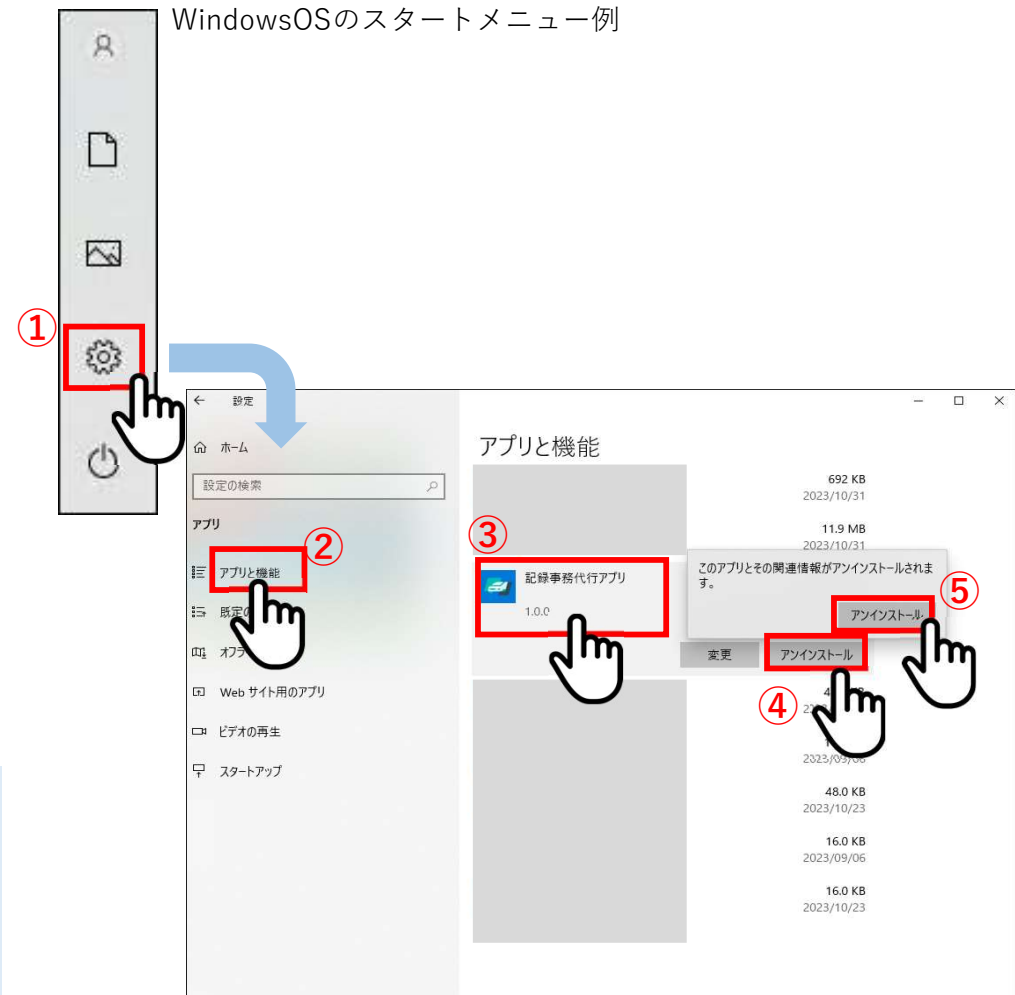 WindowsOSのスタートメニュー例
①
設定
ホーム
設定の検索
アプリ
②
アプリと機能
既定の
オフラ
Web サイト用のアプリ
ビデオの再生
スタートアップ
アプリと機能
692 KB
2023/10/31
11.9 MB
2023/10/31
③
記録事務代行アプリ
1.0.0
このアプリとその関連情報がアンインストールされま
す。
⑤
アンインストール
変更
アンインストール
④
48.0 KB
2023/10/23
16.0 KB
2023/09/06
16.0 KB
2023/10/23